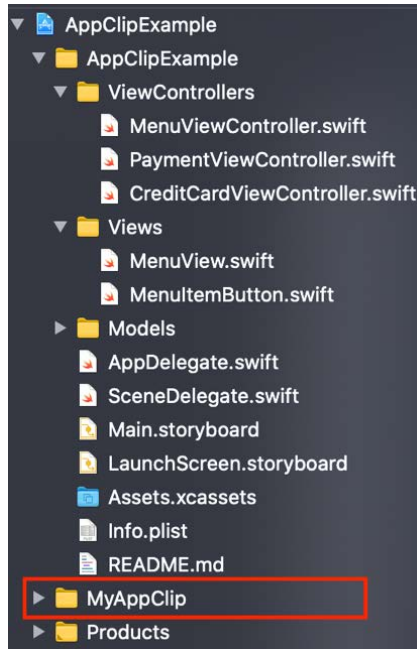 AppClipExample
AppClipExample
ViewControllers
MenuViewController.swift
PaymentViewController.swift
CreditCardViewController.swift
Views
MenuView.swift
MenuItemButton.swift
Models
AppDelegate.swift
SceneDelegate.swift
Main.storyboard
LaunchScreen.storyboard
Assets.xcassets
Info.plist
README.md
MyAppClip
Products